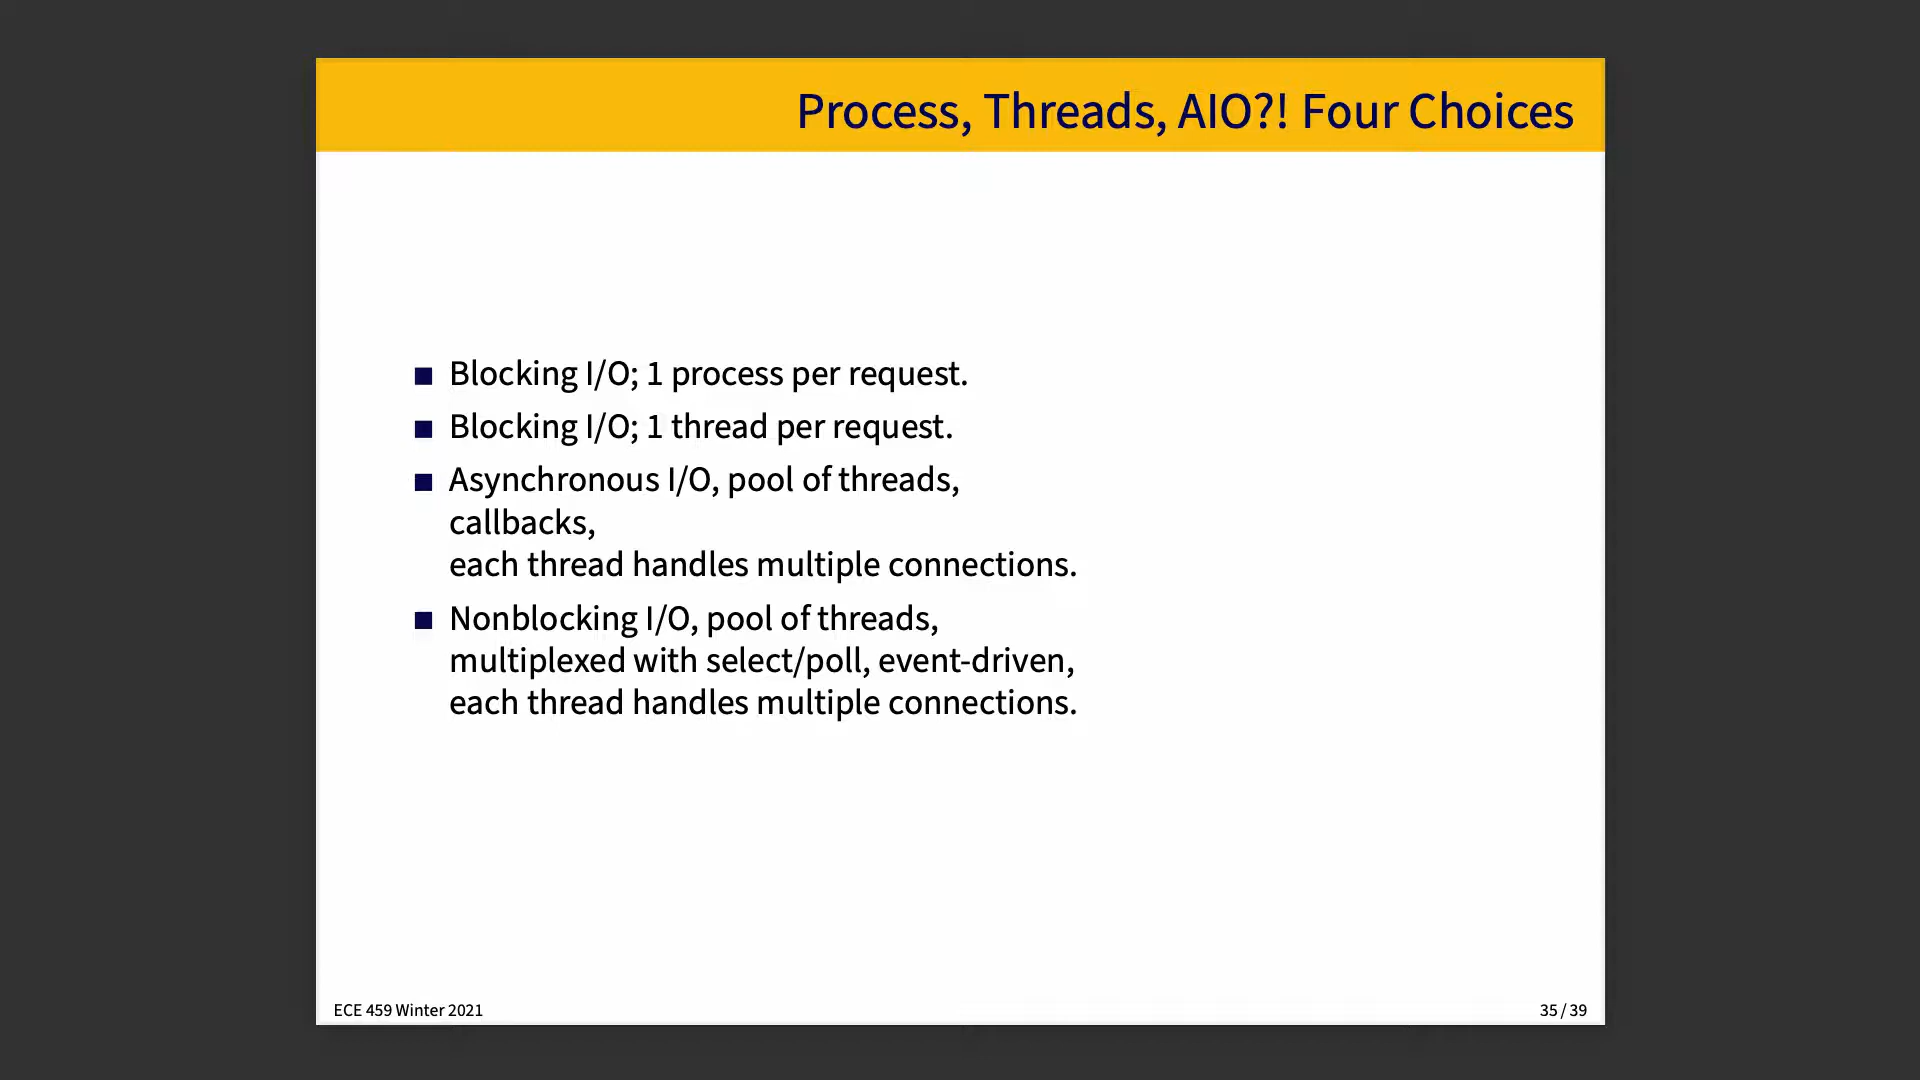 Process, Threads, AIO?! Four Choices
Blocking I/O; 1 process per request.
Blocking I/O; 1 thread per request.
Asynchronous I/O, pool of threads,
callbacks,
each thread handles multiple connections.
Nonblocking I/O, pool of threads,
multiplexed with select/poll, event-driven,
each thread handles multiple connections.
ECE 459 Winter 2021
35 / 39